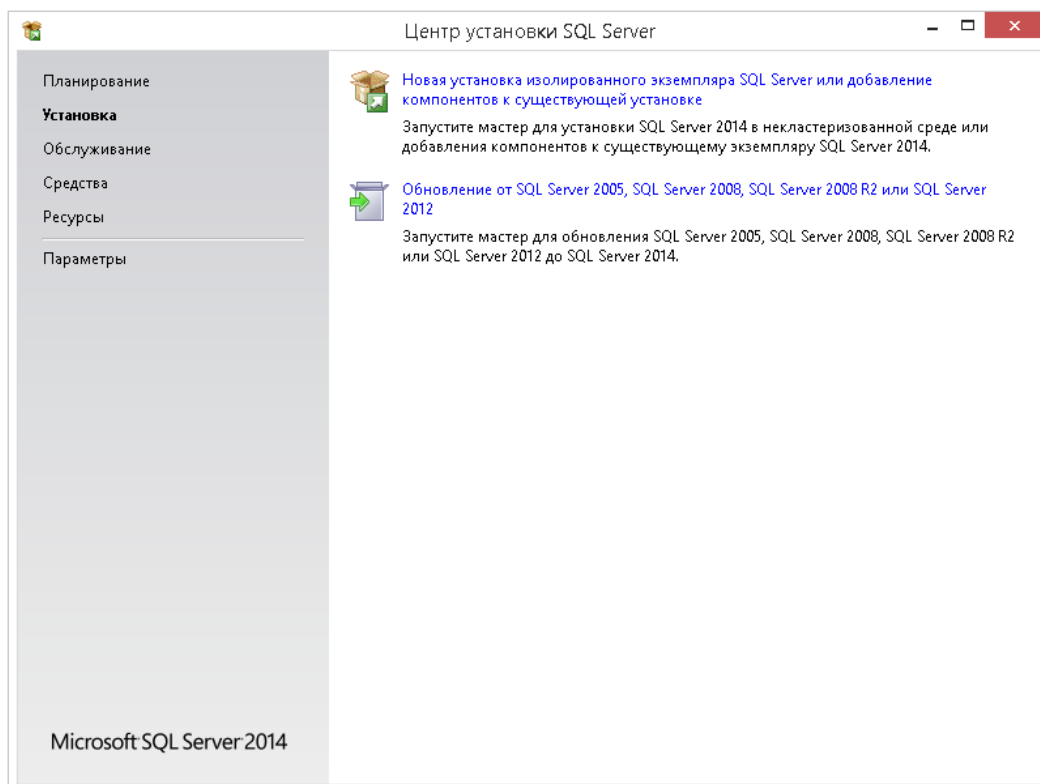 Центр установки SQL Server
Планирование
Установка
Обслуживание
Средства
Ресурсы
Параметры
Новая установка изолированного экземпляра SQL Server или добавление
компонентов к существующей установке
Запустите мастер для установки SQL Server 2014 в некластеризованной среде или
добавления компонентов к существующему экземпляру SQL Server 2014.
Обновление от SQL Server 2005, SQL Server 2008, SQL Server 2008 R2 или SQL Server
2012
Запустите мастер для обновления SQL Server 2005, SQL Server 2008, SQL Server 2008 R2
или SQL Server 2012 до SQL Server 2014.
Microsoft SQL Server 2014